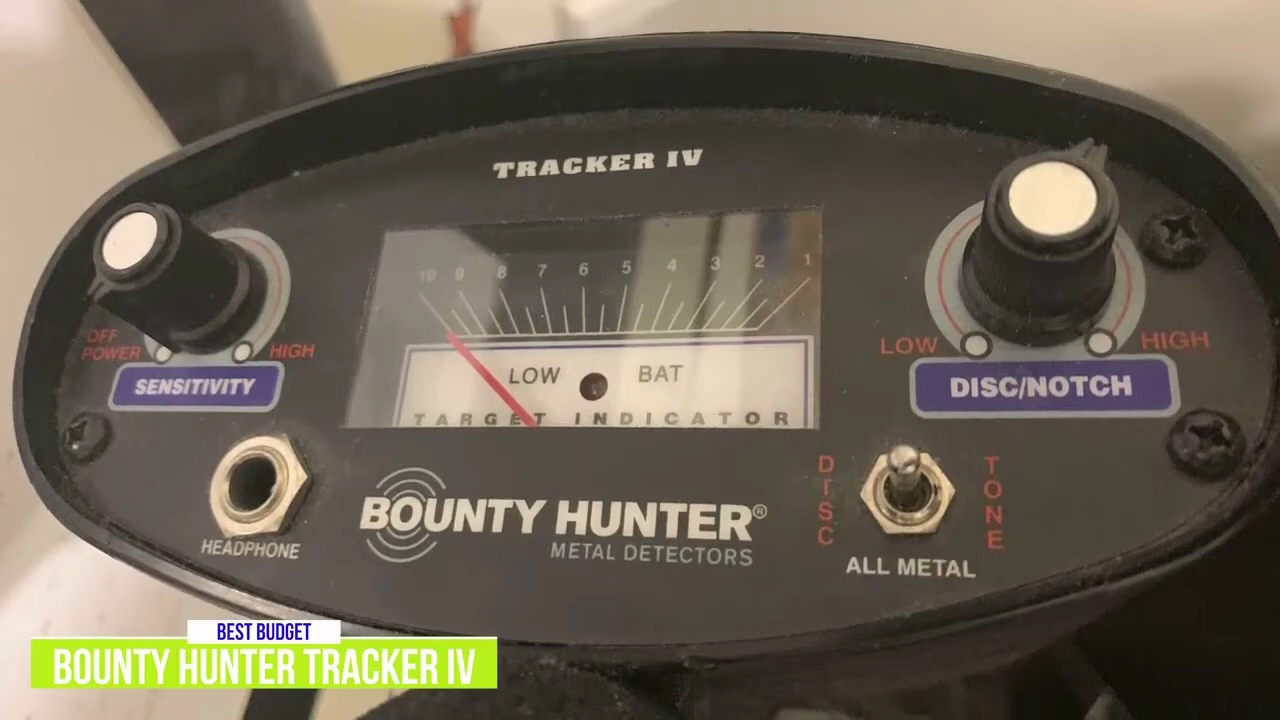 TRACKER IV
10 9 8 7 6 5 4 3 2 1
OFF
POWER
HIGH
SENSITIVITY
LOW BAT
TARGET INDICATOR
LOW
HIGH
DISC/NOTCH
HEADPHONE
BOUNTY HUNTER®
METAL DETECTORS
DISC
TONE
ALL METAL
BEST BUDGET
BOUNTY HUNTER TRACKER IV